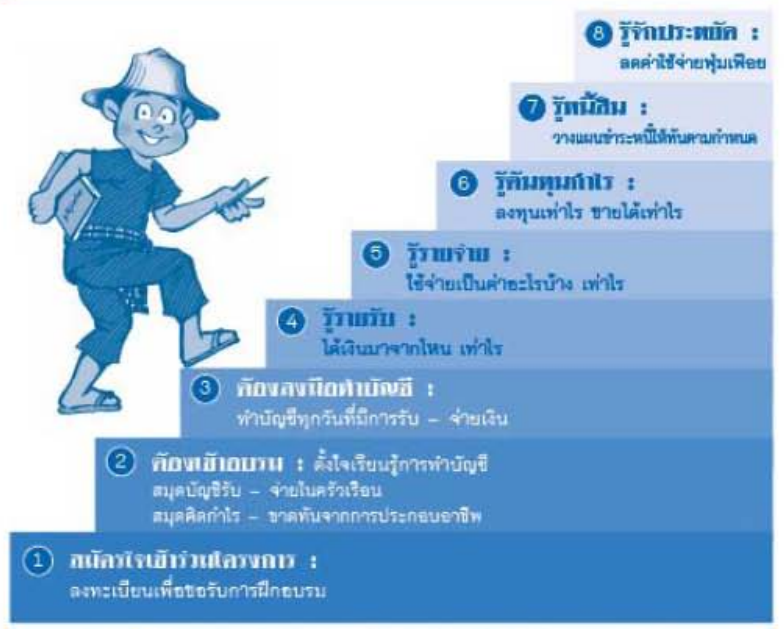 8 รู้จักประหยัด :
ลดค่าใช้จ่ายฟุ่มเฟือย
7 รู้หนี้สิน :
วางแผนชำระหนี้ให้ทันตามกำหนด
6 รู้ต้นทุนกำไร :
ลงทุนเท่าไร ขายได้เท่าไร
5 รู้รายจ่าย :
ใช้จ่ายเป็นค่าอะไรบ้าง เท่าไร
4 รู้รายรับ :
ได้เงินมาจากไหน เท่าไร
3 ต้องลงมือทำบัญชี :
ทำบัญชีทุกวันที่มีการรับ - จ่ายเงิน
2 ต้องเข้าอบรม : ตั้งใจเรียนรู้การทำบัญชี
สมุดบัญชีรับ - จ่ายในครัวเรือน
สมุดคิดกำไร - ขาดทุนจากการประกอบอาชีพ
1 สมัครใจเข้าร่วมโครงการ :
ลงทะเบียนเพื่อขอรับการฝึกอบรม